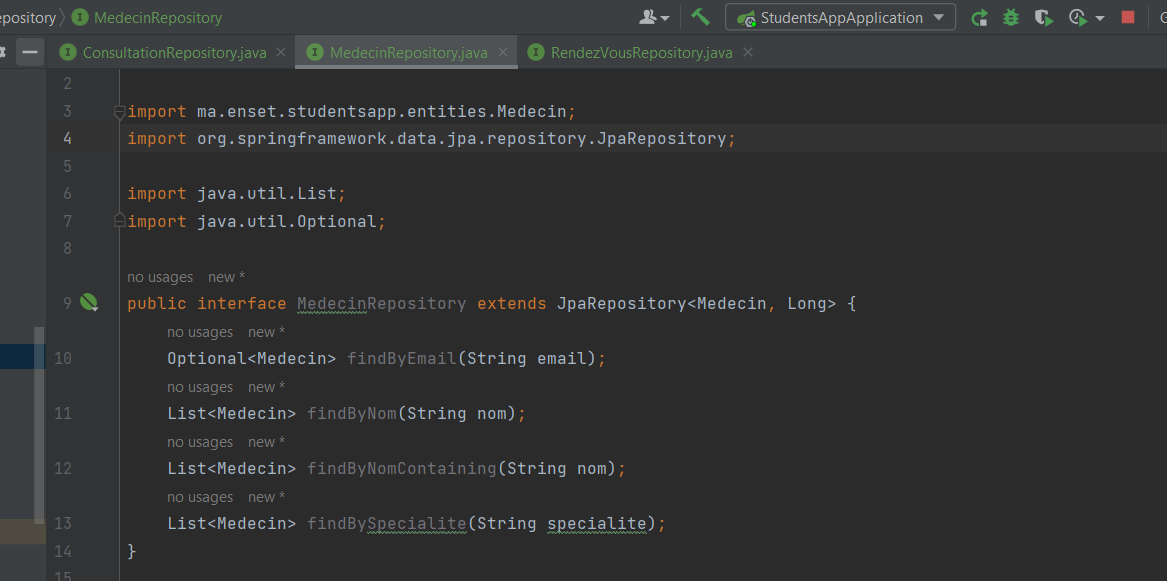 epository MedecinRepository StudentsAppApplication
ConsultationRepository.java MedecinRepository.java RendezVousRepository.java
2
3 import ma.enset.studentsapp.entities.Medecin;
4 import org.springframework.data.jpa.repository.JpaRepository;
5
6 import java.util.List;
7 import java.util.Optional;
8
no usages new *
9 public interface MedecinRepository extends JpaRepository<Medecin, Long> {
no usages new *
10 Optional<Medecin> findByEmail(String email);
no usages new *
11 List<Medecin> findByNom(String nom);
no usages new *
12 List<Medecin> findByNomContaining(String nom);
no usages new *
13 List<Medecin> findBySpecialite(String specialite);
14 }
15